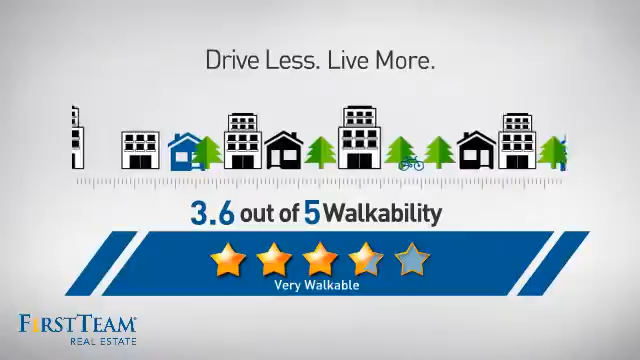 Drive Less. Live More.
3.6 out of 5 Walkability
Very Walkable
FIRSTTEAM®
REAL ESTATE